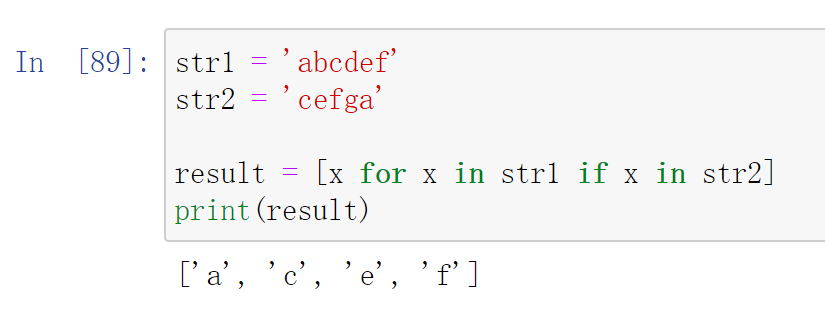 In [89]: str1 = 'abcdef'
str2 = 'cefga'
result = [x for x in str1 if x in str2]
print(result)
['a', 'c', 'e', 'f']